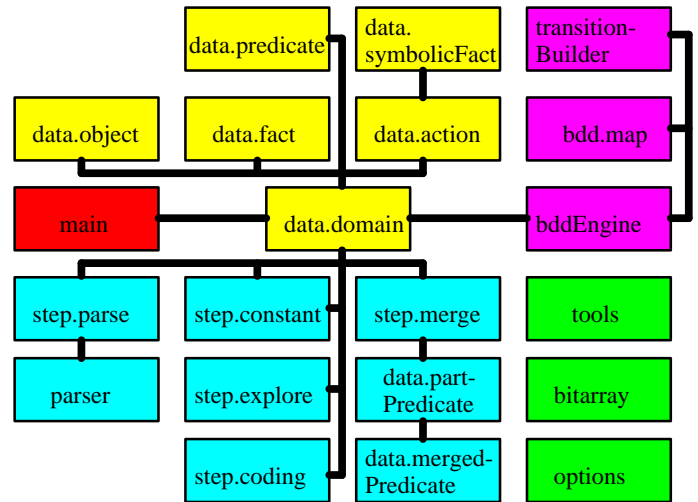 data.predicate
data.
symbolicFact
transition-
Builder
data.object
data.fact
data.action
bdd.map
main
data.domain
bddEngine
step.parse
step.constant
step.merge
tools
parser
step.explore
data.part-
Predicate
bitarray
step.coding
data.merged-
Predicate
options